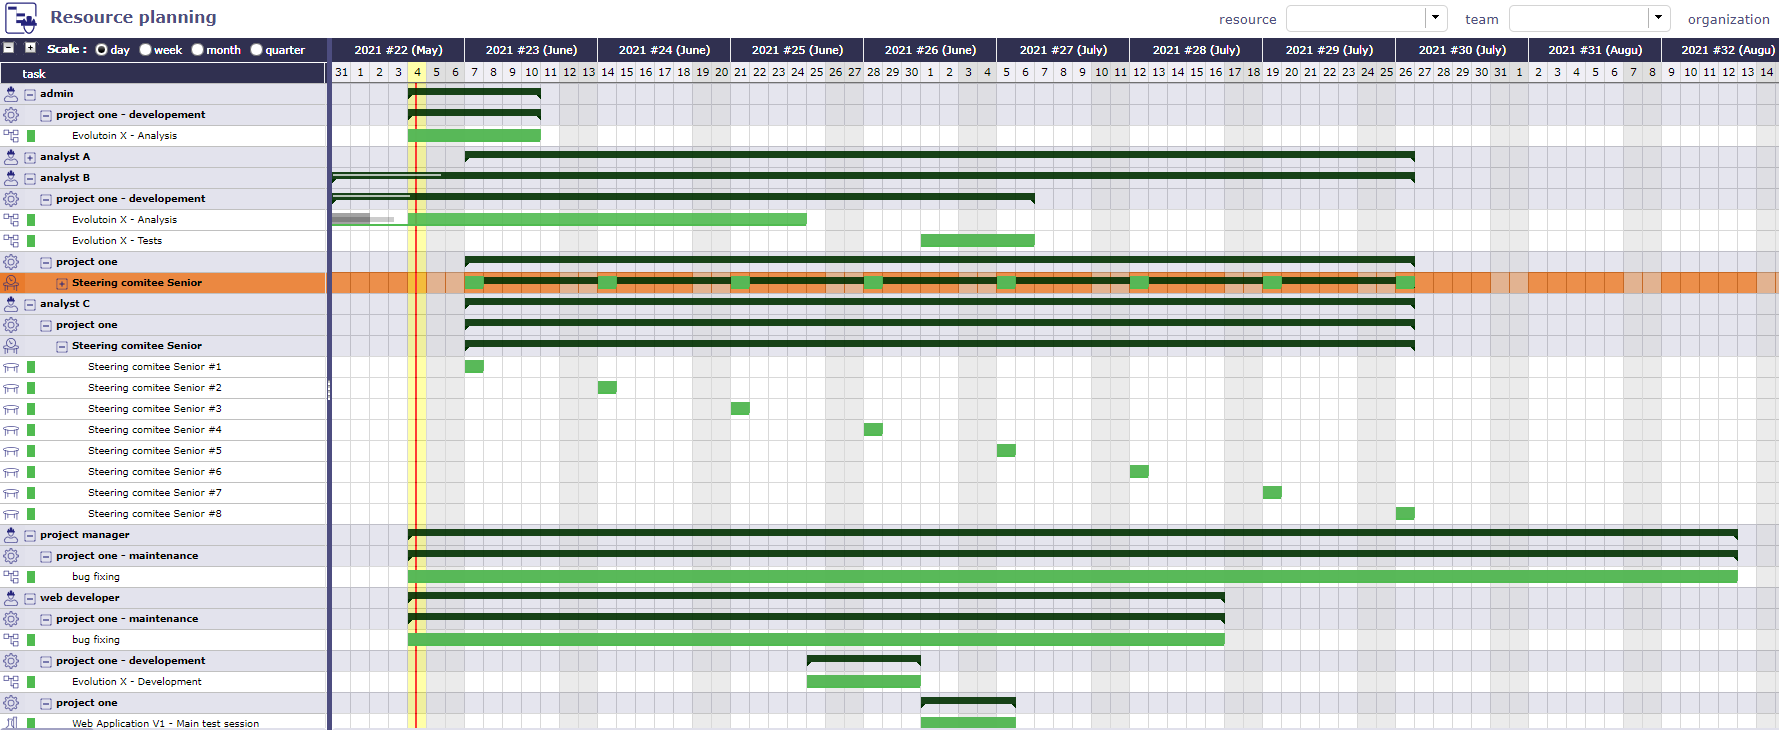 Resource planning
resource team organization
Scale : day week month quarter
2021 #22 (May) 2021 #23 (June) 2021 #24 (June) 2021 #25 (June) 2021 #26 (June) 2021 #27 (July) 2021 #28 (July) 2021 #29 (July) 2021 #30 (July) 2021 #31 (Augu) 2021 #32 (Augu)
task
31 1 2 3 4 5 6 7 8 9 10 11 12 13 14 15 16 17 18 19 20 21 22 23 24 25 26 27 28 29 30 1 2 3 4 5 6 7 8 9 10 11 12 13 14 15 16 17 18 19 20 21 22 23 24 25 26 27 28 29 30 31 1 2 3 4 5 6 7 8 9 10 11 12 13 14
admin
project one - developement
Evolutoin X - Analysis
analyst A
analyst B
project one - developement
Evolutoin X - Analysis
Evolution X - Tests
project one
Steering comitee Senior
analyst C
project one
Steering comitee Senior
Steering comitee Senior #1
Steering comitee Senior #2
Steering comitee Senior #3
Steering comitee Senior #4
Steering comitee Senior #5
Steering comitee Senior #6
Steering comitee Senior #7
Steering comitee Senior #8
project manager
project one - maintenance
bug fixing
web developer
project one - maintenance
bug fixing
project one - developement
Evolution X - Development
project one
Web Application V1 - Main test session